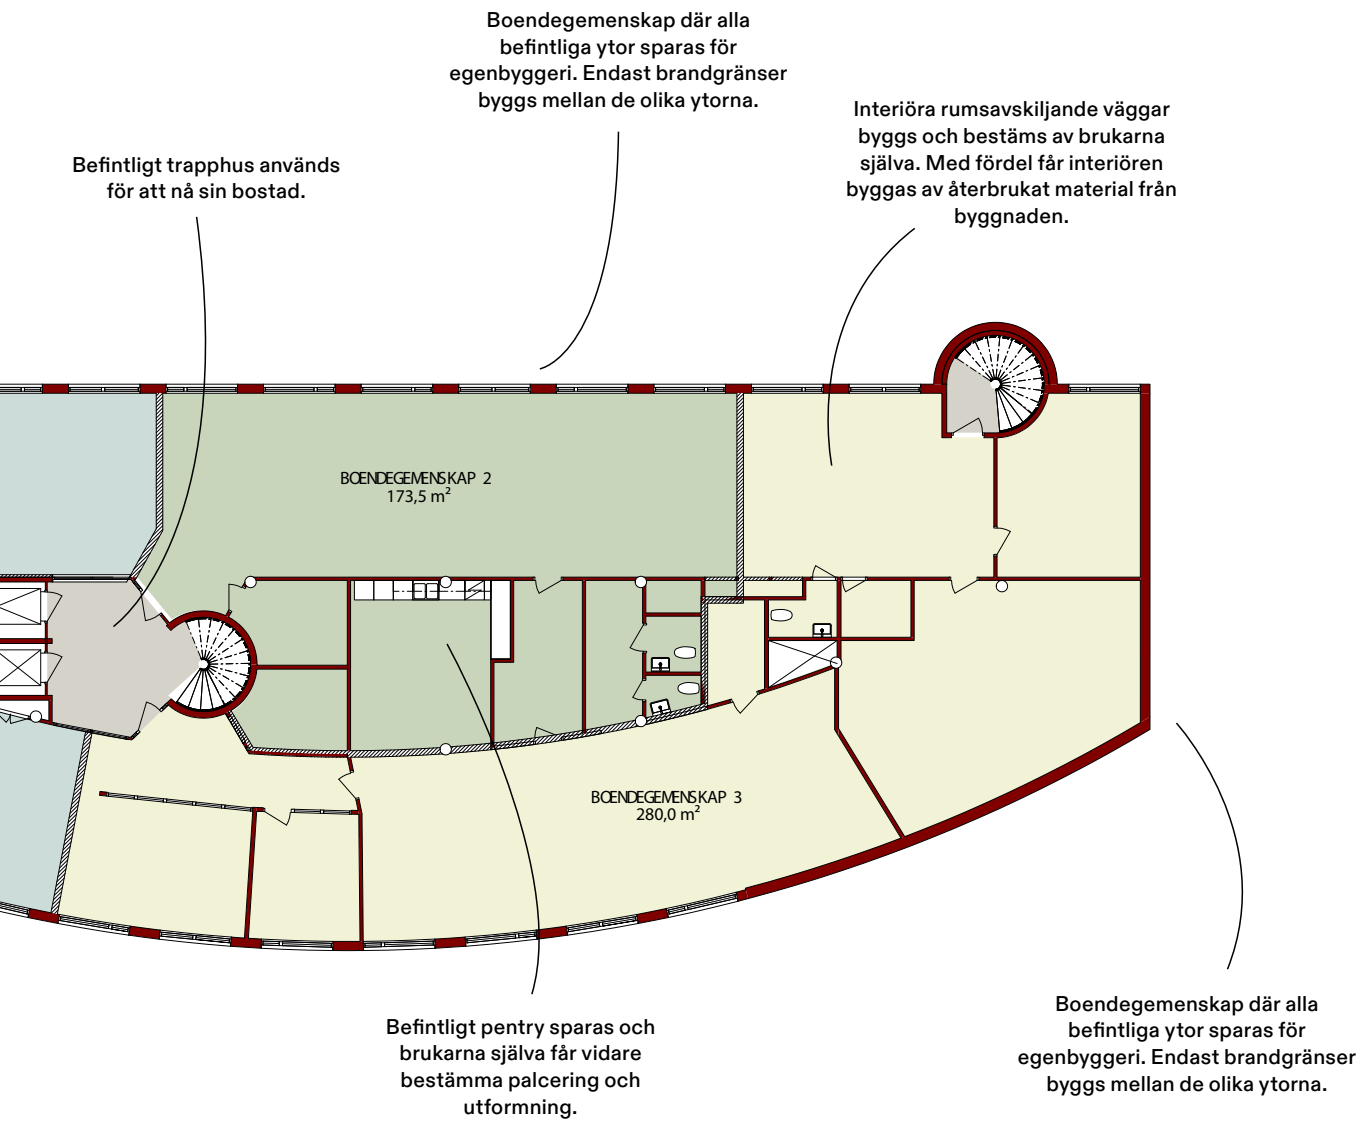 Boendegemenskap där alla
befintliga ytor sparas för
egenbyggeri. Endast brandgränser
byggs mellan de olika ytorna.
Interiöra rumsavskiljande väggar
byggs och bestäms av brukarna
själva. Med fördel får interiören
byggas av återbrukat material från
byggnaden.
Befintligt trapphus används
för att nå sin bostad.
BOENDEGEMENSKAP 2
173,5 m²
BOENDEGEMENSKAP 3
280,0 m²
Befintligt pentry sparas och
brukarna själva får vidare
bestämma palcering och
utformning.
Boendegemenskap där alla
befintliga ytor sparas för
egenbyggeri. Endast brandgränser
byggs mellan de olika ytorna.